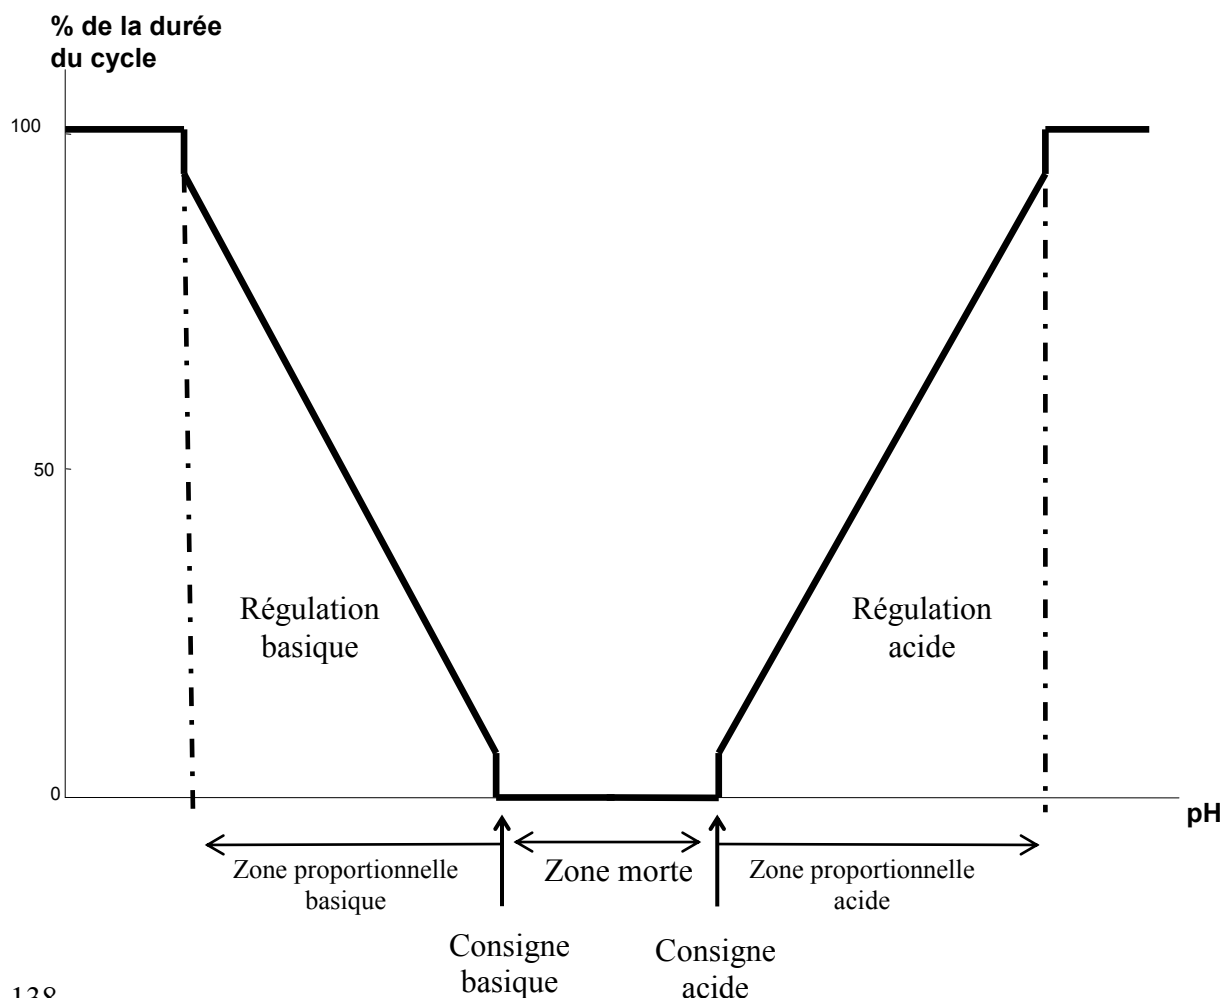 % de la durée
du cycle
100
50
Régulation
basique
Régulation
acide
0
pH
Zone proportionnelle
basique
Zone morte
Zone proportionnelle
acide
Consigne
basique
Consigne
acide
138